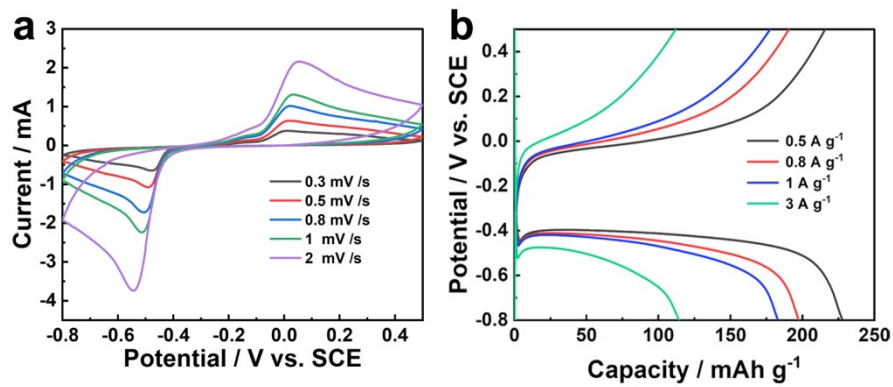 a
Current / mA
3
2
1
0
-1
-2
-3
-4
0.3 mV /s
0.5 mV /s
0.8 mV /s
1 mV /s
2 mV /s
-0.8 -0.6 -0.4 -0.2 0.0 0.2 0.4
Potential / V vs. SCE
b
Potential / V vs. SCE
0.4
0.2
0.0
-0.2
-0.4
-0.6
-0.8
0.5 A g⁻¹
0.8 A g⁻¹
1 A g⁻¹
3 A g⁻¹
0 50 100 150 200 250
Capacity / mAh g⁻¹